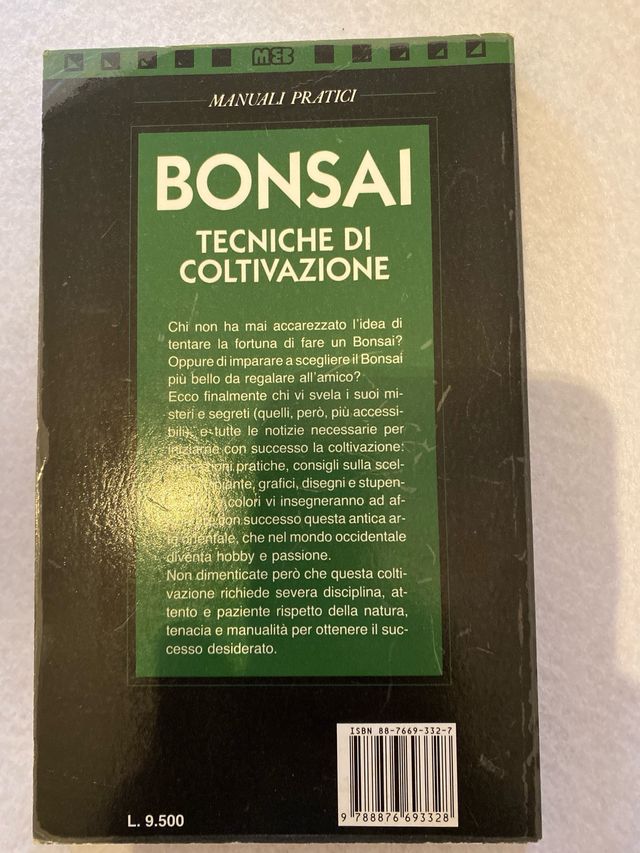 MEB
MANUALI PRATICI
BONSAI
TECNICHE DI
COLTIVAZIONE
Chi non ha mai accarezzato l'idea di
tentare la fortuna di fare un Bonsai?
Oppure di imparare a scegliere il Bonsai
più bello da regalare all'amico?
Ecco finalmente chi vi svela i suoi mi-
steri e segreti (quelli, però, più accessi-
bili), e tutte le notizie necessarie per
iniziarne con successo la coltivazione:
pratiche, consigli sulla scel-
piante, grafici, disegni e stupen-
colori vi insegneranno ad af-
con successo questa antica ar-
te orientale, che nel mondo occidentale
diventa hobby e passione.
Non dimenticate però che questa colti-
vazione richiede severa disciplina, at-
tento e paziente rispetto della natura,
tenacia e manualità per ottenere il suc-
cesso desiderato.
ISBN 88-7669-332-7
9 788876 693328
L. 9.500